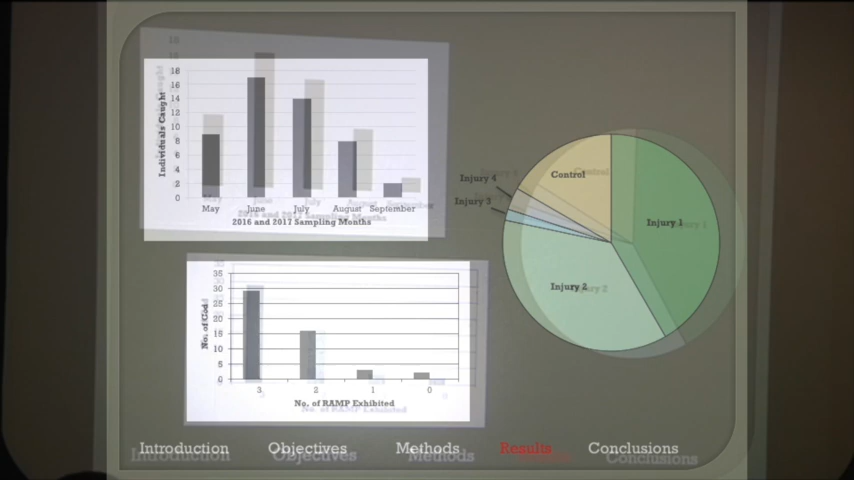 18
16
14
12
10
8
6
4
2
0
Individuals Caught
May June July August September
2016 and 2017 Sampling Months
Control
Injury 4
Injury 3
Injury 1
Injury 2
35
30
25
20
15
10
5
0
No. of Cod
3 2 1 0
No. of RAMP Exhibited
Introduction Objectives Methods Results Conclusions